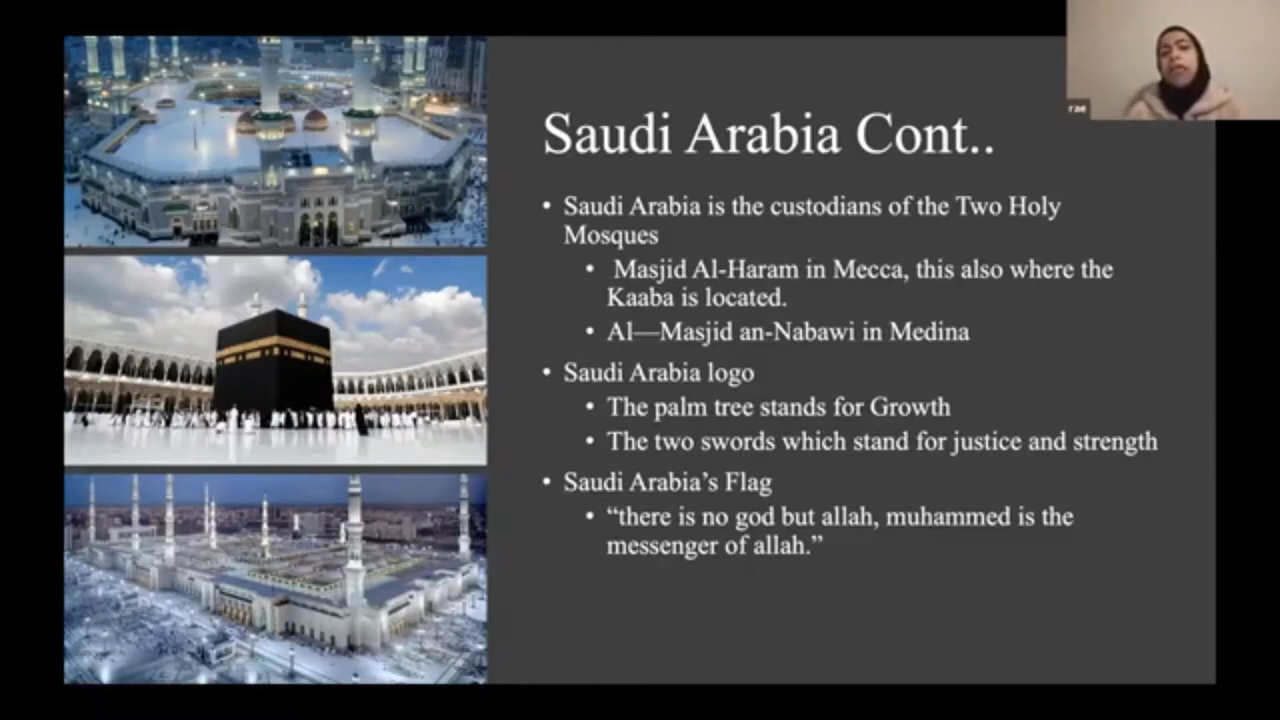 Saudi Arabia Cont..
• Saudi Arabia is the custodians of the Two Holy
Mosques
• Masjid Al-Haram in Mecca, this also where the
Kaaba is located.
• Al—Masjid an-Nabawi in Medina
• Saudi Arabia logo
• The palm tree stands for Growth
• The two swords which stand for justice and strength
• Saudi Arabia’s Flag
• “there is no god but allah, muhammed is the
messenger of allah.”